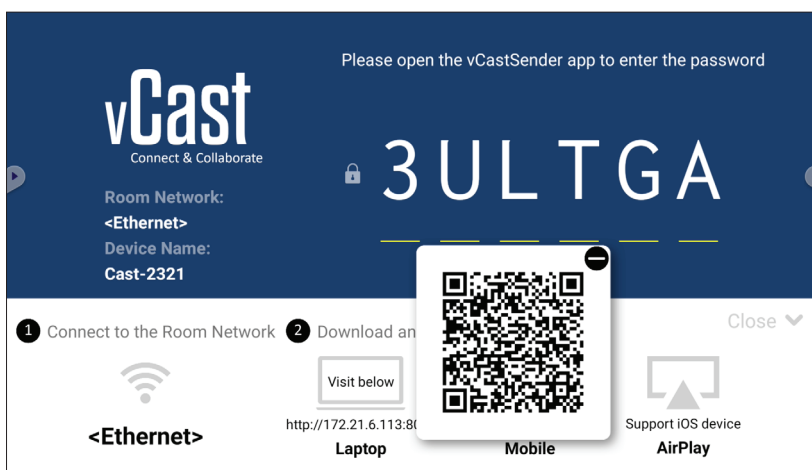 Please open the vCastSender app to enter the password
vCast
Connect & Collaborate
3ULTGA
Room Network:
<Ethernet>
Device Name:
Cast-2321
1 Connect to the Room Network
2 Download an
Close
Visit below
http://172.21.6.113:80
Support iOS device
<Ethernet>
Laptop
Mobile
AirPlay